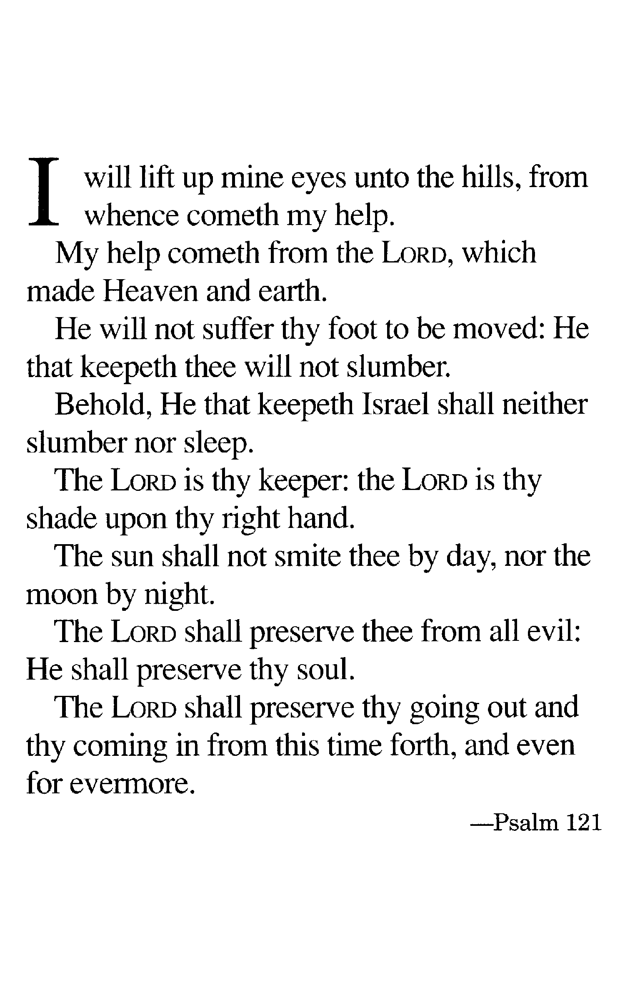 I will lift up mine eyes unto the hills, from
whence cometh my help.
My help cometh from the LORD, which
made Heaven and earth.
He will not suffer thy foot to be moved: He
that keepeth thee will not slumber.
Behold, He that keepeth Israel shall neither
slumber nor sleep.
The LORD is thy keeper: the LORD is thy
shade upon thy right hand.
The sun shall not smite thee by day, nor the
moon by night.
The LORD shall preserve thee from all evil:
He shall preserve thy soul.
The LORD shall preserve thy going out and
thy coming in from this time forth, and even
for evermore.
—Psalm 121